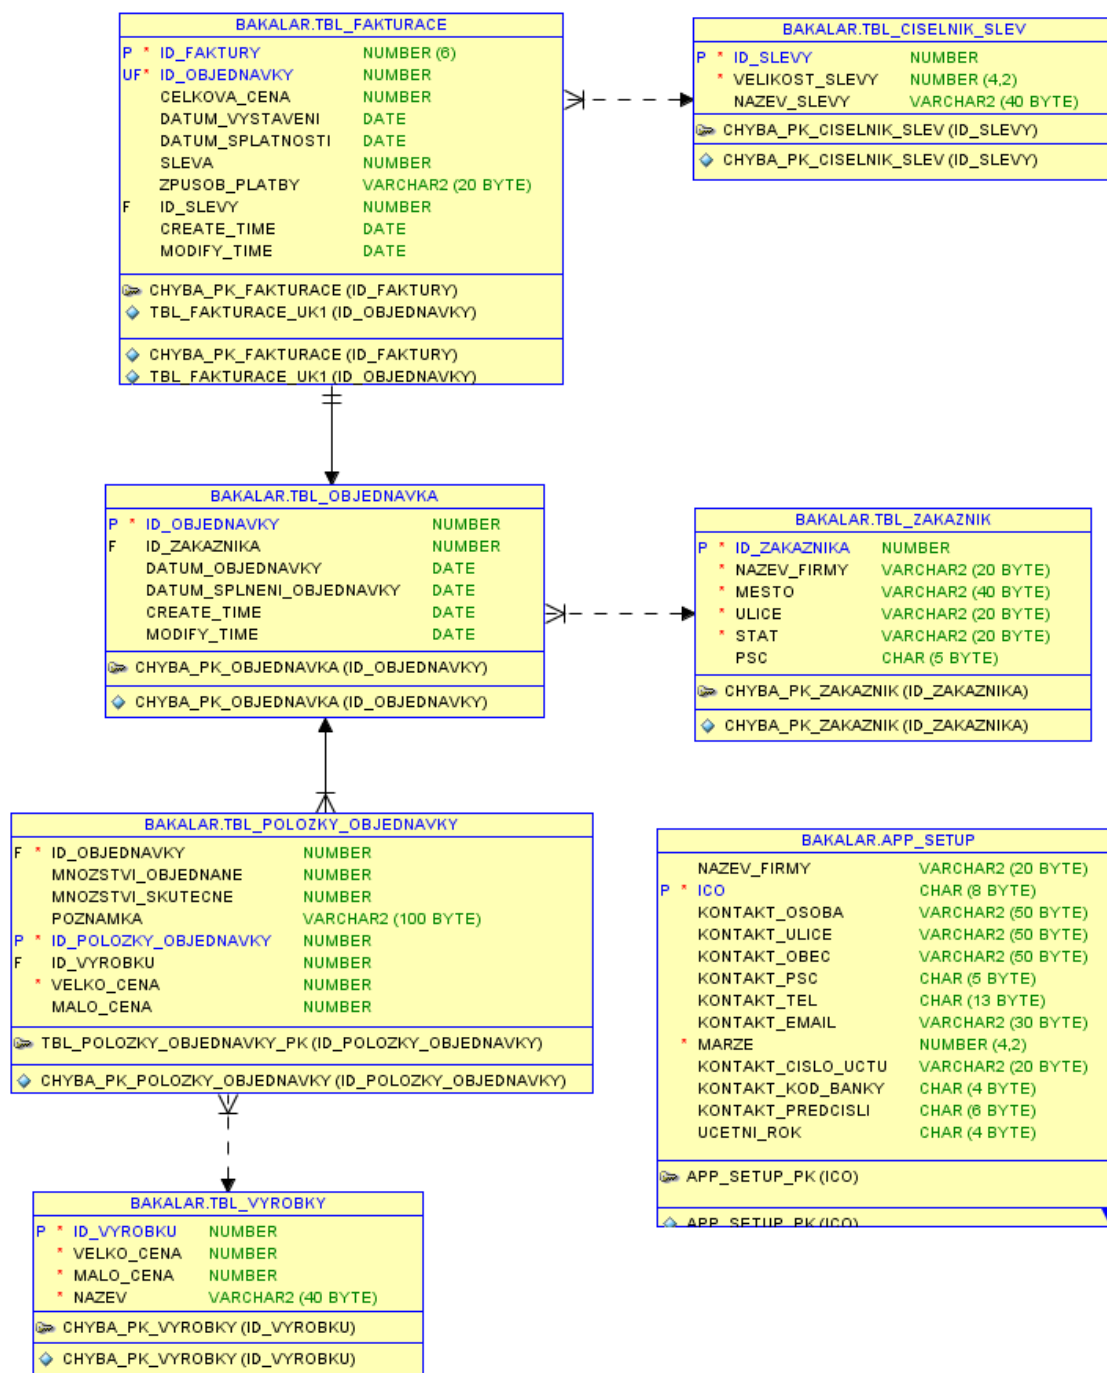 BAKALAR.TBL_FAKTURACE
P * ID_FAKTURY NUMBER (6)
UF* ID_OBJEDNAVKY NUMBER
CELKOVA_CENA NUMBER
DATUM_VYSTAVENI DATE
DATUM_SPLATNOSTI DATE
SLEVA NUMBER
ZPUSOB_PLATBY VARCHAR2 (20 BYTE)
F ID_SLEVY NUMBER
CREATE_TIME DATE
MODIFY_TIME DATE
CHYBA_PK_FAKTURACE (ID_FAKTURY)
TBL_FAKTURACE_UK1 (ID_OBJEDNAVKY)
CHYBA_PK_FAKTURACE (ID_FAKTURY)
TBL_FAKTURACE_UK1 (ID_OBJEDNAVKY)
BAKALAR.TBL_CISELNIK_SLEV
P * ID_SLEVY NUMBER
* VELIKOST_SLEVY NUMBER (4,2)
NAZEV_SLEVY VARCHAR2 (40 BYTE)
CHYBA_PK_CISELNIK_SLEV (ID_SLEVY)
CHYBA_PK_CISELNIK_SLEV (ID_SLEVY)
BAKALAR.TBL_OBJEDNAVKA
P * ID_OBJEDNAVKY NUMBER
F ID_ZAKAZNIKA NUMBER
DATUM_OBJEDNAVKY DATE
DATUM_SPLNENI_OBJEDNAVKY DATE
CREATE_TIME DATE
MODIFY_TIME DATE
CHYBA_PK_OBJEDNAVKA (ID_OBJEDNAVKY)
CHYBA_PK_OBJEDNAVKA (ID_OBJEDNAVKY)
BAKALAR.TBL_ZAKAZNIK
P * ID_ZAKAZNIKA NUMBER
* NAZEV_FIRMY VARCHAR2 (20 BYTE)
* MESTO VARCHAR2 (40 BYTE)
* ULICE VARCHAR2 (20 BYTE)
* STAT VARCHAR2 (20 BYTE)
PSC CHAR (5 BYTE)
CHYBA_PK_ZAKAZNIK (ID_ZAKAZNIKA)
CHYBA_PK_ZAKAZNIK (ID_ZAKAZNIKA)
BAKALAR.TBL_POLOZKY_OBJEDNAVKY
F * ID_OBJEDNAVKY NUMBER
MNOZSTVI_OBJEDNANE NUMBER
MNOZSTVI_SKUTECNE NUMBER
POZNAMKA VARCHAR2 (100 BYTE)
P * ID_POLOZKY_OBJEDNAVKY NUMBER
F ID_VYROBKU NUMBER
* VELKO_CENA NUMBER
MALO_CENA NUMBER
TBL_POLOZKY_OBJEDNAVKY_PK (ID_POLOZKY_OBJEDNAVKY)
CHYBA_PK_POLOZKY_OBJEDNAVKY (ID_POLOZKY_OBJEDNAVKY)
BAKALAR.APP_SETUP
NAZEV_FIRMY VARCHAR2 (20 BYTE)
P * ICO CHAR (8 BYTE)
KONTAKT_OSOBA VARCHAR2 (50 BYTE)
KONTAKT_ULICE VARCHAR2 (50 BYTE)
KONTAKT_OBEC VARCHAR2 (50 BYTE)
KONTAKT_PSC CHAR (5 BYTE)
KONTAKT_TEL CHAR (13 BYTE)
KONTAKT_EMAIL VARCHAR2 (30 BYTE)
* MARZE NUMBER (4,2)
KONTAKT_CISLO_UCTU VARCHAR2 (20 BYTE)
KONTAKT_KOD_BANKY CHAR (4 BYTE)
KONTAKT_PREDCISLI CHAR (6 BYTE)
UCETNI_ROK CHAR (4 BYTE)
APP_SETUP_PK (ICO)
APP_SETUP_PK (ICO)
BAKALAR.TBL_VYROBKY
P * ID_VYROBKU NUMBER
* VELKO_CENA NUMBER
* MALO_CENA NUMBER
* NAZEV VARCHAR2 (40 BYTE)
CHYBA_PK_VYROBKY (ID_VYROBKU)
CHYBA_PK_VYROBKY (ID_VYROBKU)